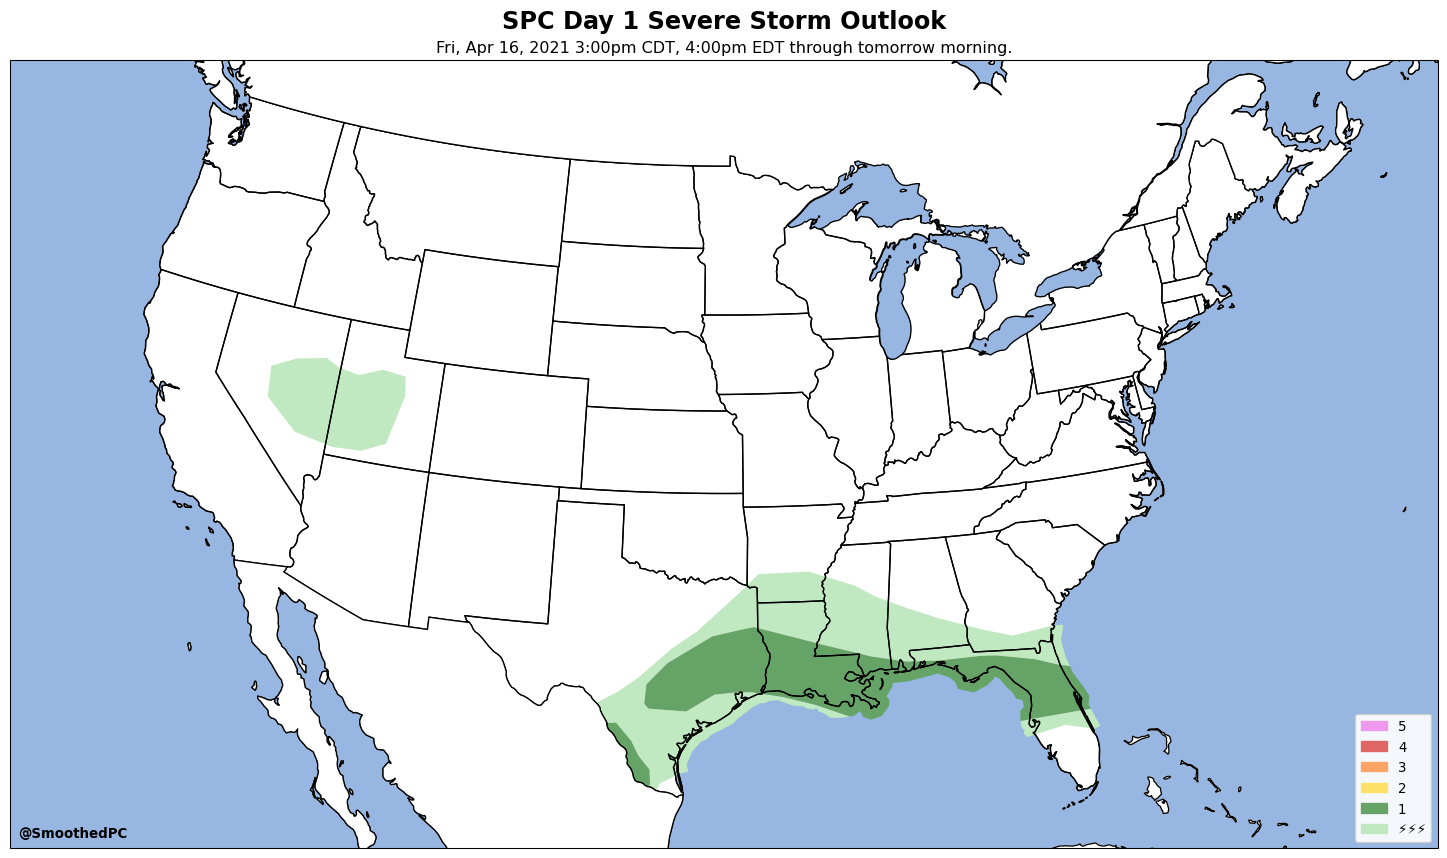 SPC Day 1 Severe Storm Outlook
Fri, Apr 16, 2021 3:00pm CDT, 4:00pm EDT through tomorrow morning.
5
4
3
2
1
⚡⚡⚡
@SmoothedPC